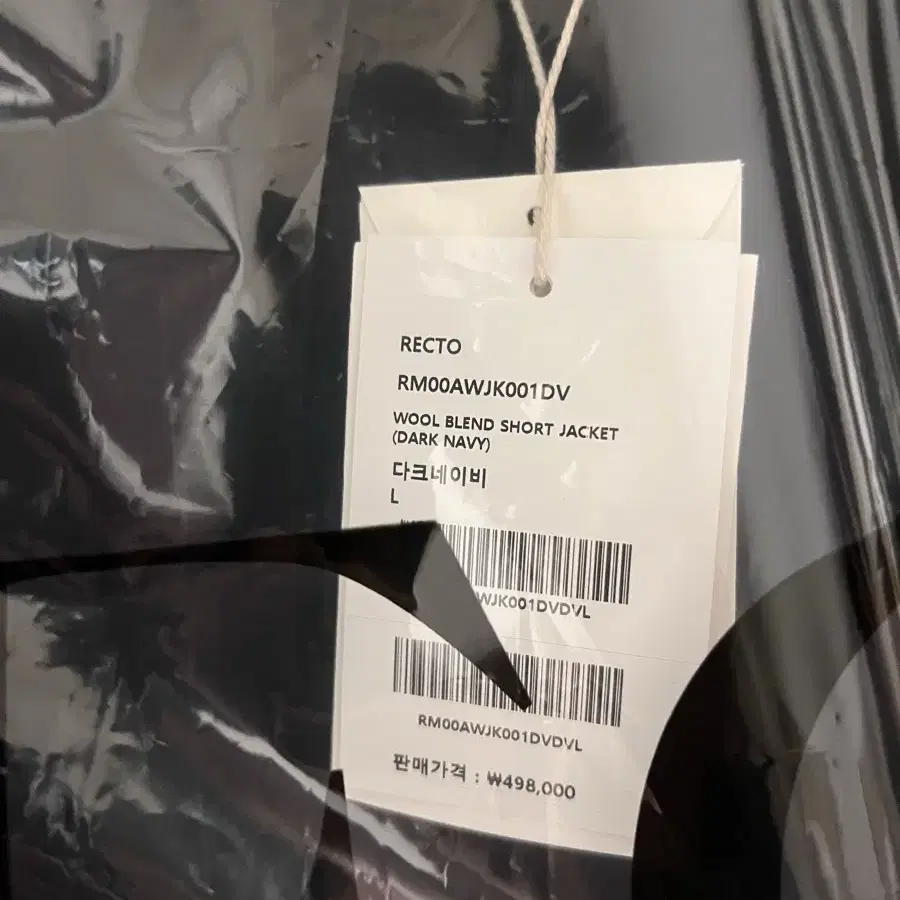 RECTO
RM00AWJK001DV
WOOL BLEND SHORT JACKET
(DARK NAVY)
다크네이비
L
WJK001DVDVL
RM00AWJK001DVDVL
판매가격 : ₩498,000